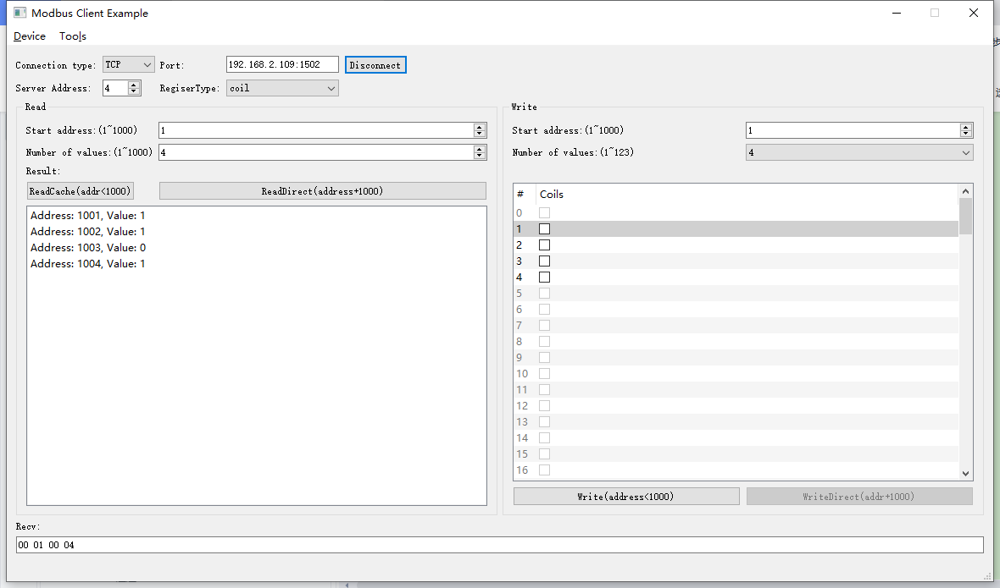 Modbus Client Example
Device Tools
Connection type: TCP Port: 192.168.2.109:1502 Disconnect
Server Address: 4 RegiserType: coil
Read
Start address:(1~1000) 1
Number of values:(1~1000) 4
Result:
ReadCache(addr<1000) ReadDirect(address+1000)
Address: 1001, Value: 1
Address: 1002, Value: 1
Address: 1003, Value: 0
Address: 1004, Value: 1
Write
Start address:(1~1000) 1
Number of values:(1~123) 4
# Coils
0
1
2
3
4
5
6
7
8
9
10
11
12
13
14
15
16
Write(address<1000) WriteDirect(addr+1000)
Recv:
00 01 00 04